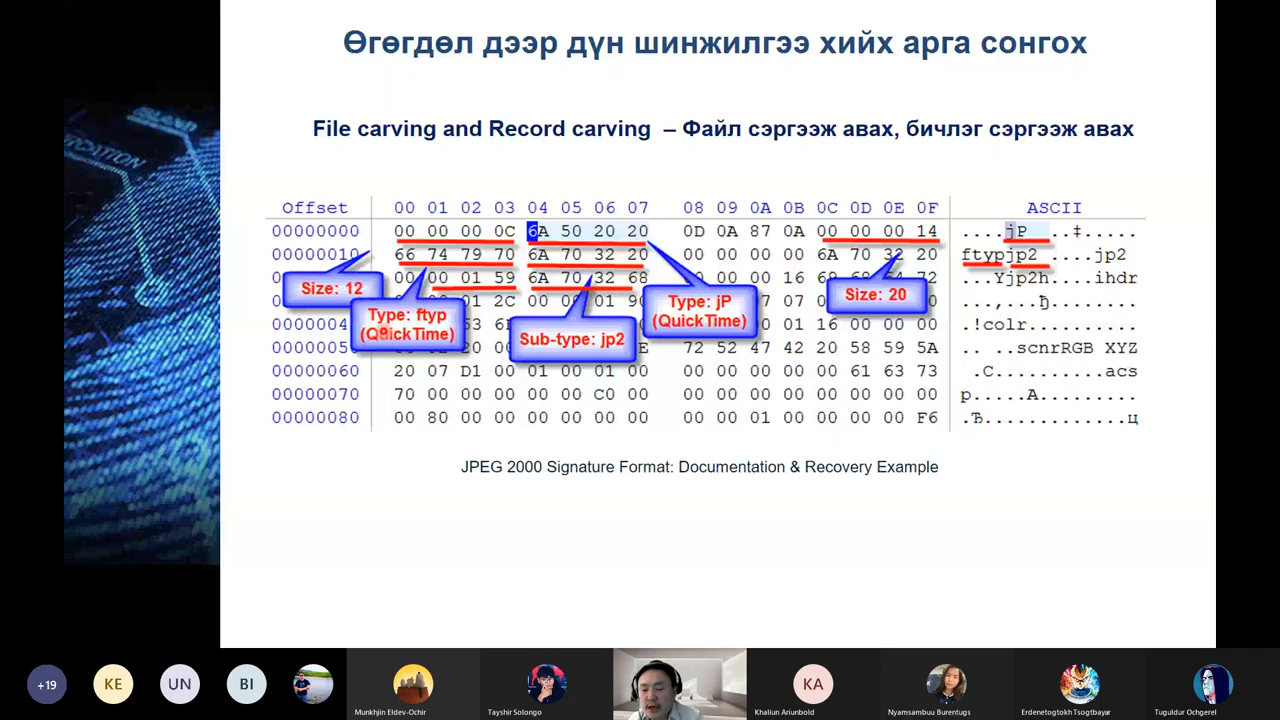 Өгөгдөл дээр дүн шинжилгээ хийх арга сонгох
File carving and Record carving – Файл сэргээж авах, бичлэг сэргээж авах
Offset 00 01 02 03 04 05 06 07 08 09 0A 0B 0C 0D 0E 0F ASCII
00000000 00 00 00 0C 6A 50 20 20 0D 0A 87 0A 00 00 00 14 ....jP ..‡.....
00000010 66 74 79 70 6A 70 32 20 00 00 00 00 6A 70 32 20 ftypjp2 ....jp2
00 00 01 59 6A 70 32 68 00 00 00 16 72 ...Yjp2h....ihdr
01 2C 00 01 90 07 00 ...,...ђ........
0000004 00 01 16 00 00 00 .!colr..........
0000005 72 52 47 42 20 58 59 5A .. ..scnrRGB XYZ
00000060 20 07 D1 00 01 00 01 00 00 00 00 00 00 61 63 73 .С..........acs
00000070 70 00 00 00 00 00 C0 00 00 00 00 00 00 00 00 00 p.....А.........
00000080 00 80 00 00 00 00 00 00 00 00 01 00 00 00 00 F6 .Ђ.............ц
Size: 12
Type: ftyp
(QuickTime)
Sub-type: jp2
Type: jP
(QuickTime)
Size: 20
JPEG 2000 Signature Format: Documentation & Recovery Example
+19
KE
UN
BI
KA
Munkhjin Eldev-Ochir
Tayshir Solongo
Khaliun Ariunbold
Nyamsambuu Burentugs
Erdenetogtokh Tsogtbayar
Tuguldur Ochgerel